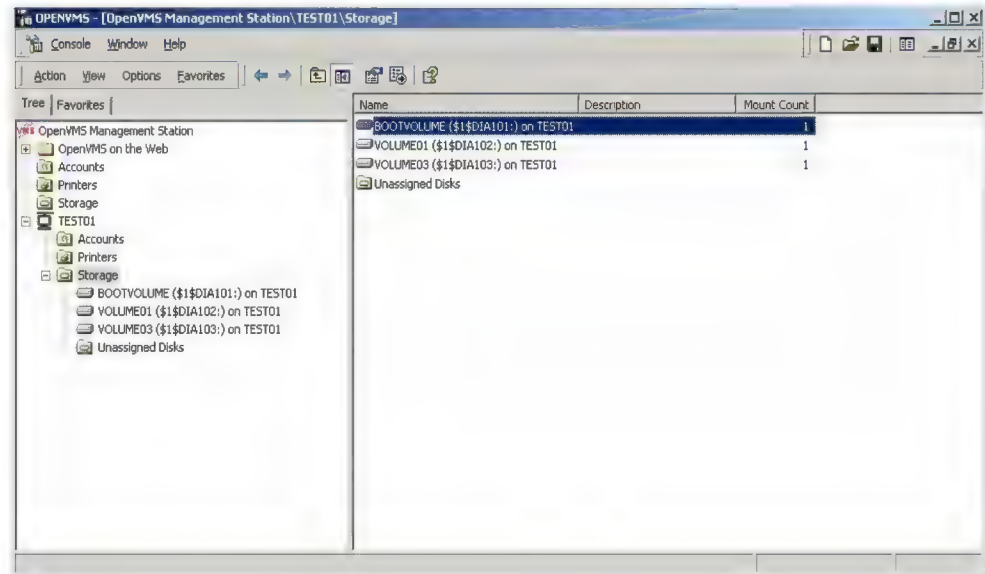 OPENVMS - [OpenVMS Management Station\TEST01\Storage]
Console Window Help
Action View Options Favorites
Tree Favorites
Name Description Mount Count
VMS OpenVMS Management Station
OpenVMS on the Web
Accounts
Printers
Storage
TEST01
Accounts
Printers
Storage
BOOTVOLUME ($1$DIA101:) on TEST01
VOLUME01 ($1$DIA102:) on TEST01
VOLUME03 ($1$DIA103:) on TEST01
Unassigned Disks
BOOTVOLUME ($1$DIA101:) on TEST01 1
VOLUME01 ($1$DIA102:) on TEST01 1
VOLUME03 ($1$DIA103:) on TEST01 1
Unassigned Disks